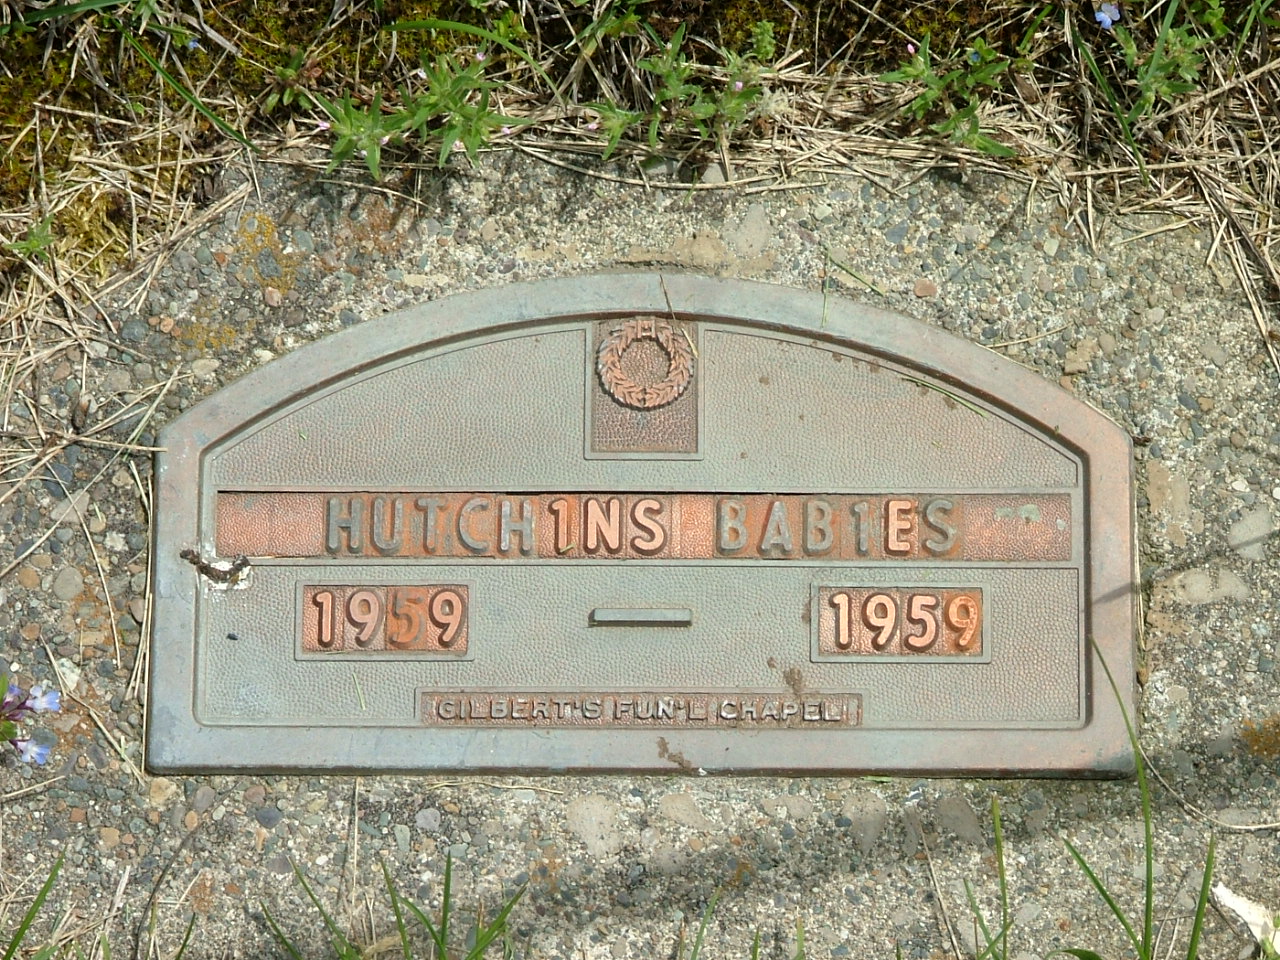 HUTCH1NS BAB1ES
1959 — 1959
GILBERT'S FUN'L CHAPEL